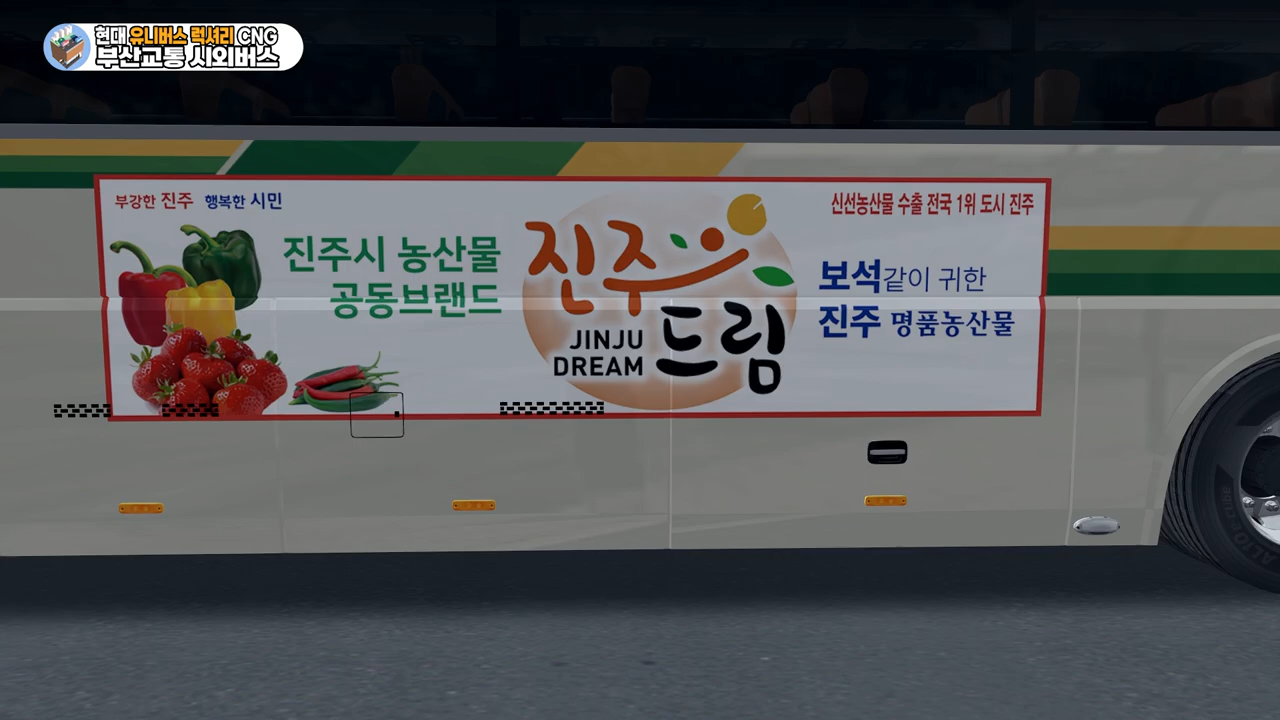 현대 유니버스 럭셔리 CNG
부산교통 시외버스
부강한 진주 행복한 시민
신선농산물 수출 전국 1위 도시 진주
진주시 농산물
공동브랜드
진주
드림
JINJU
DREAM
보석같이 귀한
진주 명품농산물